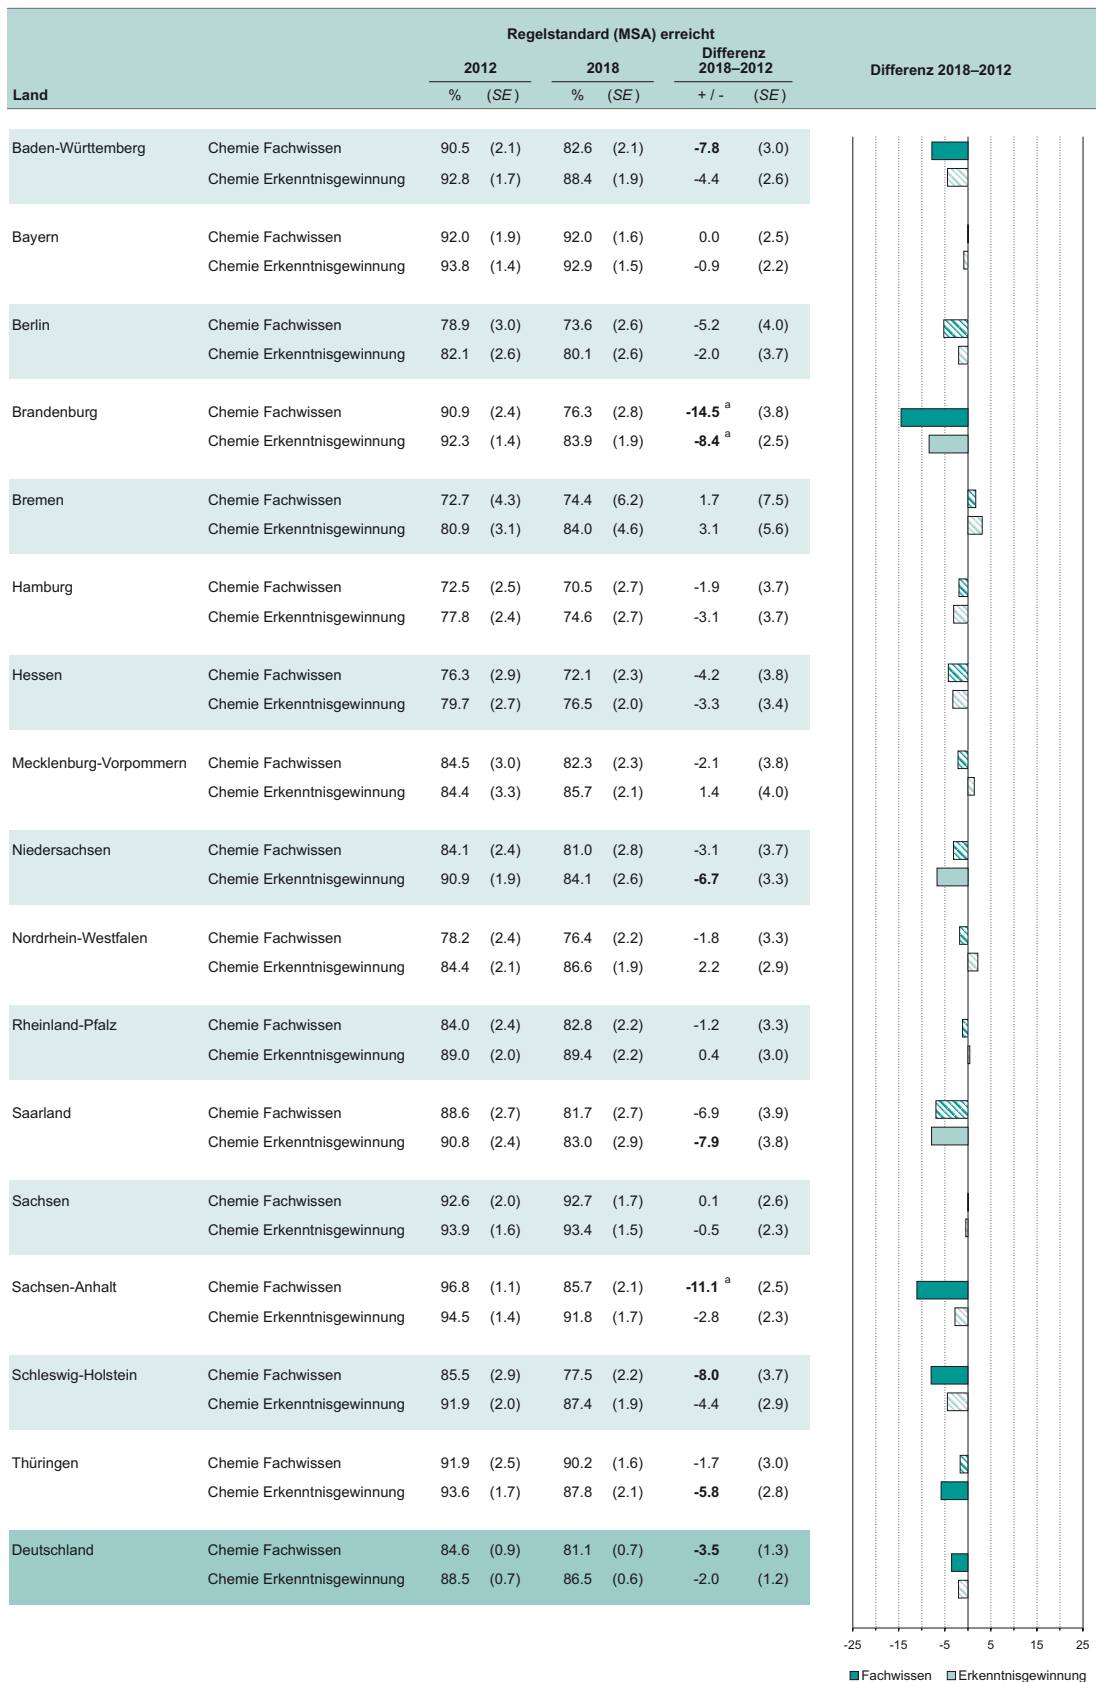 Regelstandard (MSA) erreicht
2012 2018 Differenz 2018–2012 Differenz 2018–2012
Land % (SE) % (SE) + / - (SE)
Baden-Württemberg Chemie Fachwissen 90.5 (2.1) 82.6 (2.1) -7.8 (3.0)
Chemie Erkenntnisgewinnung 92.8 (1.7) 88.4 (1.9) -4.4 (2.6)
Bayern Chemie Fachwissen 92.0 (1.9) 92.0 (1.6) 0.0 (2.5)
Chemie Erkenntnisgewinnung 93.8 (1.4) 92.9 (1.5) -0.9 (2.2)
Berlin Chemie Fachwissen 78.9 (3.0) 73.6 (2.6) -5.2 (4.0)
Chemie Erkenntnisgewinnung 82.1 (2.6) 80.1 (2.6) -2.0 (3.7)
Brandenburg Chemie Fachwissen 90.9 (2.4) 76.3 (2.8) -14.5 a (3.8)
Chemie Erkenntnisgewinnung 92.3 (1.4) 83.9 (1.9) -8.4 a (2.5)
Bremen Chemie Fachwissen 72.7 (4.3) 74.4 (6.2) 1.7 (7.5)
Chemie Erkenntnisgewinnung 80.9 (3.1) 84.0 (4.6) 3.1 (5.6)
Hamburg Chemie Fachwissen 72.5 (2.5) 70.5 (2.7) -1.9 (3.7)
Chemie Erkenntnisgewinnung 77.8 (2.4) 74.6 (2.7) -3.1 (3.7)
Hessen Chemie Fachwissen 76.3 (2.9) 72.1 (2.3) -4.2 (3.8)
Chemie Erkenntnisgewinnung 79.7 (2.7) 76.5 (2.0) -3.3 (3.4)
Mecklenburg-Vorpommern Chemie Fachwissen 84.5 (3.0) 82.3 (2.3) -2.1 (3.8)
Chemie Erkenntnisgewinnung 84.4 (3.3) 85.7 (2.1) 1.4 (4.0)
Niedersachsen Chemie Fachwissen 84.1 (2.4) 81.0 (2.8) -3.1 (3.7)
Chemie Erkenntnisgewinnung 90.9 (1.9) 84.1 (2.6) -6.7 (3.3)
Nordrhein-Westfalen Chemie Fachwissen 78.2 (2.4) 76.4 (2.2) -1.8 (3.3)
Chemie Erkenntnisgewinnung 84.4 (2.1) 86.6 (1.9) 2.2 (2.9)
Rheinland-Pfalz Chemie Fachwissen 84.0 (2.4) 82.8 (2.2) -1.2 (3.3)
Chemie Erkenntnisgewinnung 89.0 (2.0) 89.4 (2.2) 0.4 (3.0)
Saarland Chemie Fachwissen 88.6 (2.7) 81.7 (2.7) -6.9 (3.9)
Chemie Erkenntnisgewinnung 90.8 (2.4) 83.0 (2.9) -7.9 (3.8)
Sachsen Chemie Fachwissen 92.6 (2.0) 92.7 (1.7) 0.1 (2.6)
Chemie Erkenntnisgewinnung 93.9 (1.6) 93.4 (1.5) -0.5 (2.3)
Sachsen-Anhalt Chemie Fachwissen 96.8 (1.1) 85.7 (2.1) -11.1 a (2.5)
Chemie Erkenntnisgewinnung 94.5 (1.4) 91.8 (1.7) -2.8 (2.3)
Schleswig-Holstein Chemie Fachwissen 85.5 (2.9) 77.5 (2.2) -8.0 (3.7)
Chemie Erkenntnisgewinnung 91.9 (2.0) 87.4 (1.9) -4.4 (2.9)
Thüringen Chemie Fachwissen 91.9 (2.5) 90.2 (1.6) -1.7 (3.0)
Chemie Erkenntnisgewinnung 93.6 (1.7) 87.8 (2.1) -5.8 (2.8)
Deutschland Chemie Fachwissen 84.6 (0.9) 81.1 (0.7) -3.5 (1.3)
Chemie Erkenntnisgewinnung 88.5 (0.7) 86.5 (0.6) -2.0 (1.2)
-25 -15 -5 5 15 25
Fachwissen Erkenntnisgewinnung